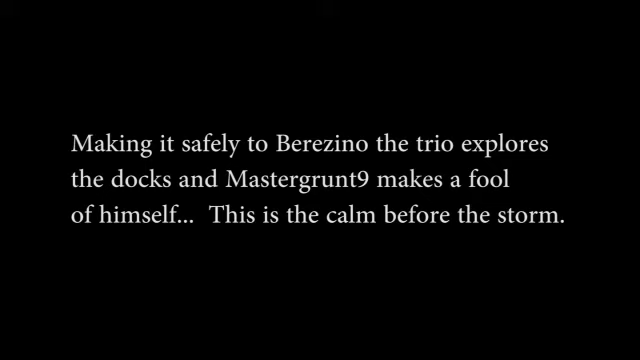 Making it safely to Berezino the trio explores
the docks and Mastergrunt9 makes a fool
of himself...  This is the calm before the storm.